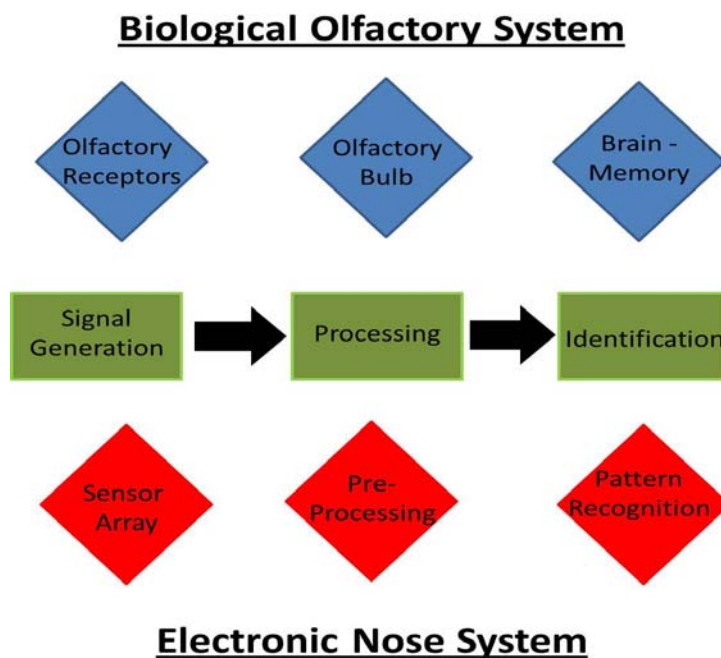 Biological Olfactory System
Olfactory
Receptors
Olfactory
Bulb
Brain -
Memory
Signal
Generation
Processing
Identification
Sensor
Array
Pre-
Processing
Pattern
Recognition
Electronic Nose System